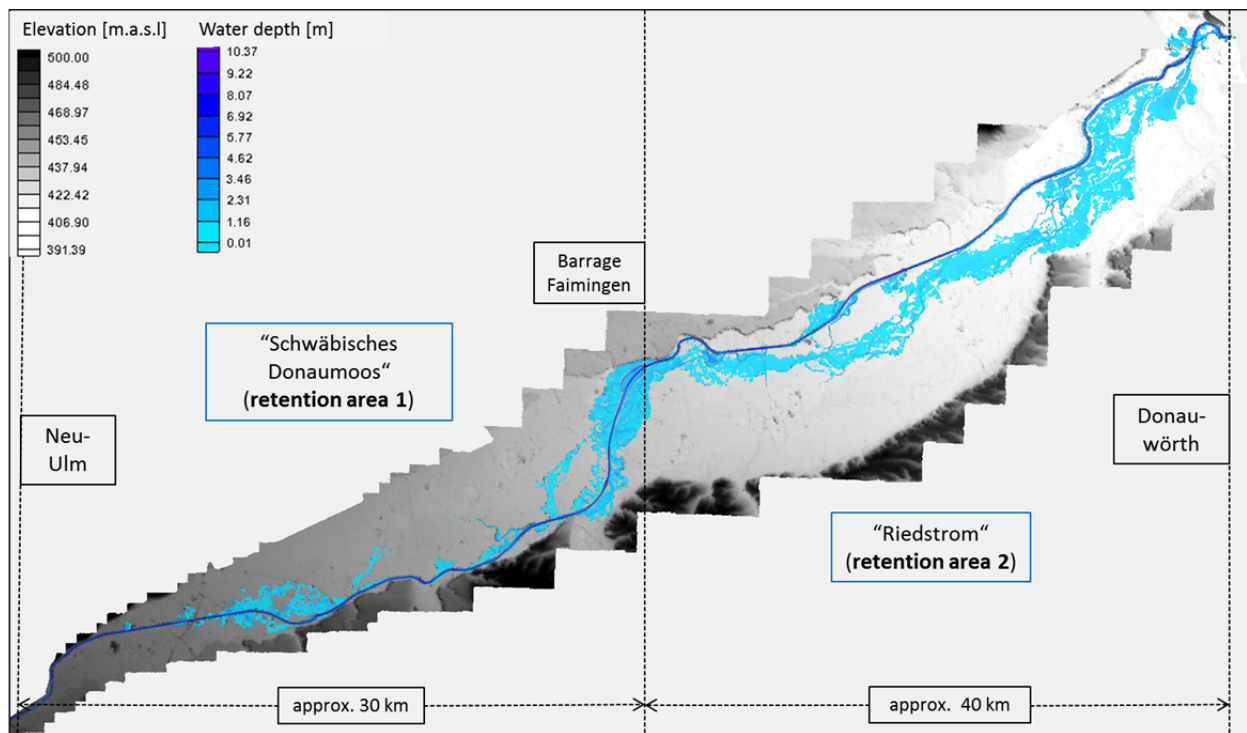 Elevation [m.a.s.l]
500.00
484.48
468.97
453.45
437.94
422.42
406.90
391.39
Water depth [m]
10.37
9.22
8.07
6.92
5.77
4.62
3.46
2.31
1.16
0.01
Barrage
Faimingen
“Schwäbisches
Donaumoos“
(retention area 1)
Neu-
Ulm
Donau-
wörth
“Riedstrom“
(retention area 2)
approx. 30 km
approx. 40 km